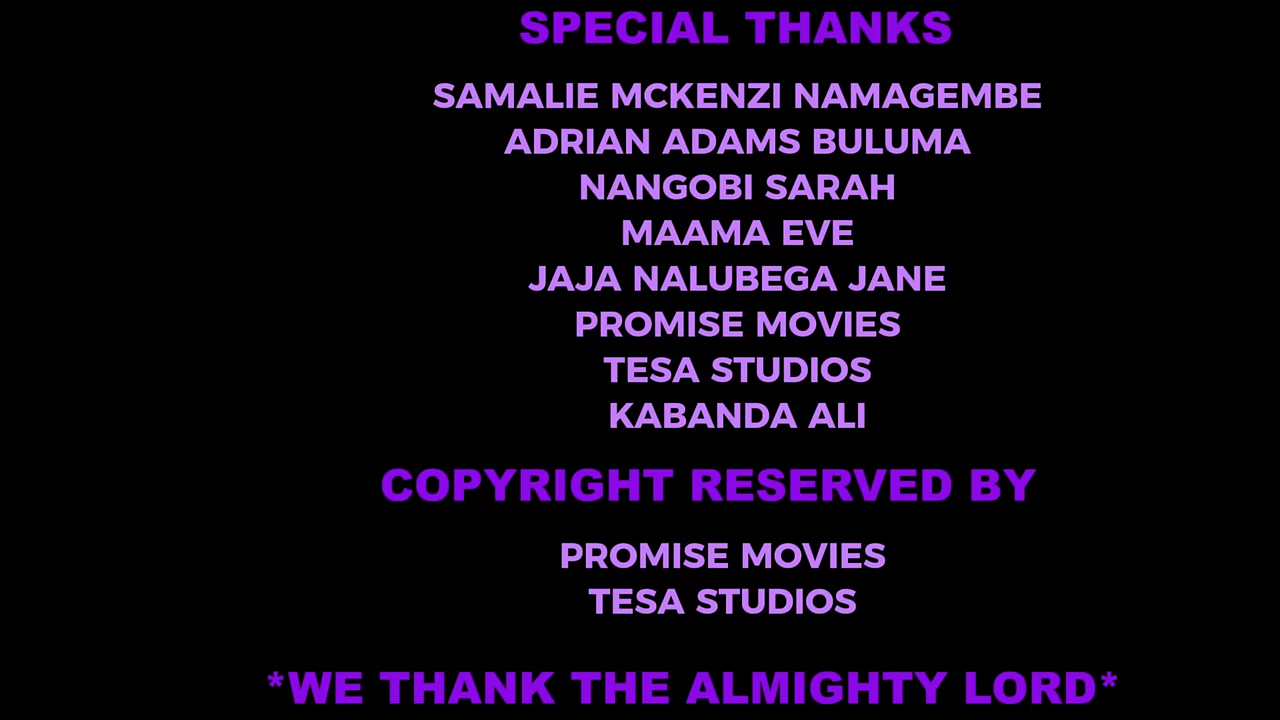 SPECIAL THANKS
SAMALIE MCKENZI NAMAGEMBE
ADRIAN ADAMS BULUMA
NANGOBI SARAH
MAAMA EVE
JAJA NALUBEGA JANE
PROMISE MOVIES
TESA STUDIOS
KABANDA ALI
COPYRIGHT RESERVED BY
PROMISE MOVIES
TESA STUDIOS
*WE THANK THE ALMIGHTY LORD*